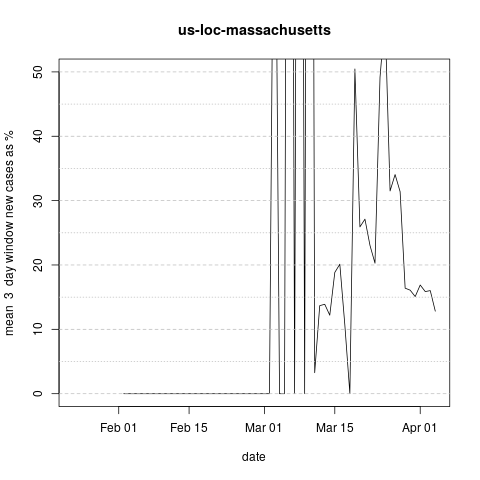 us-loc-massachusetts
mean 3 day window new cases as %
50
40
30
20
10
0
Feb 01 Feb 15 Mar 01 Mar 15 Apr 01
date